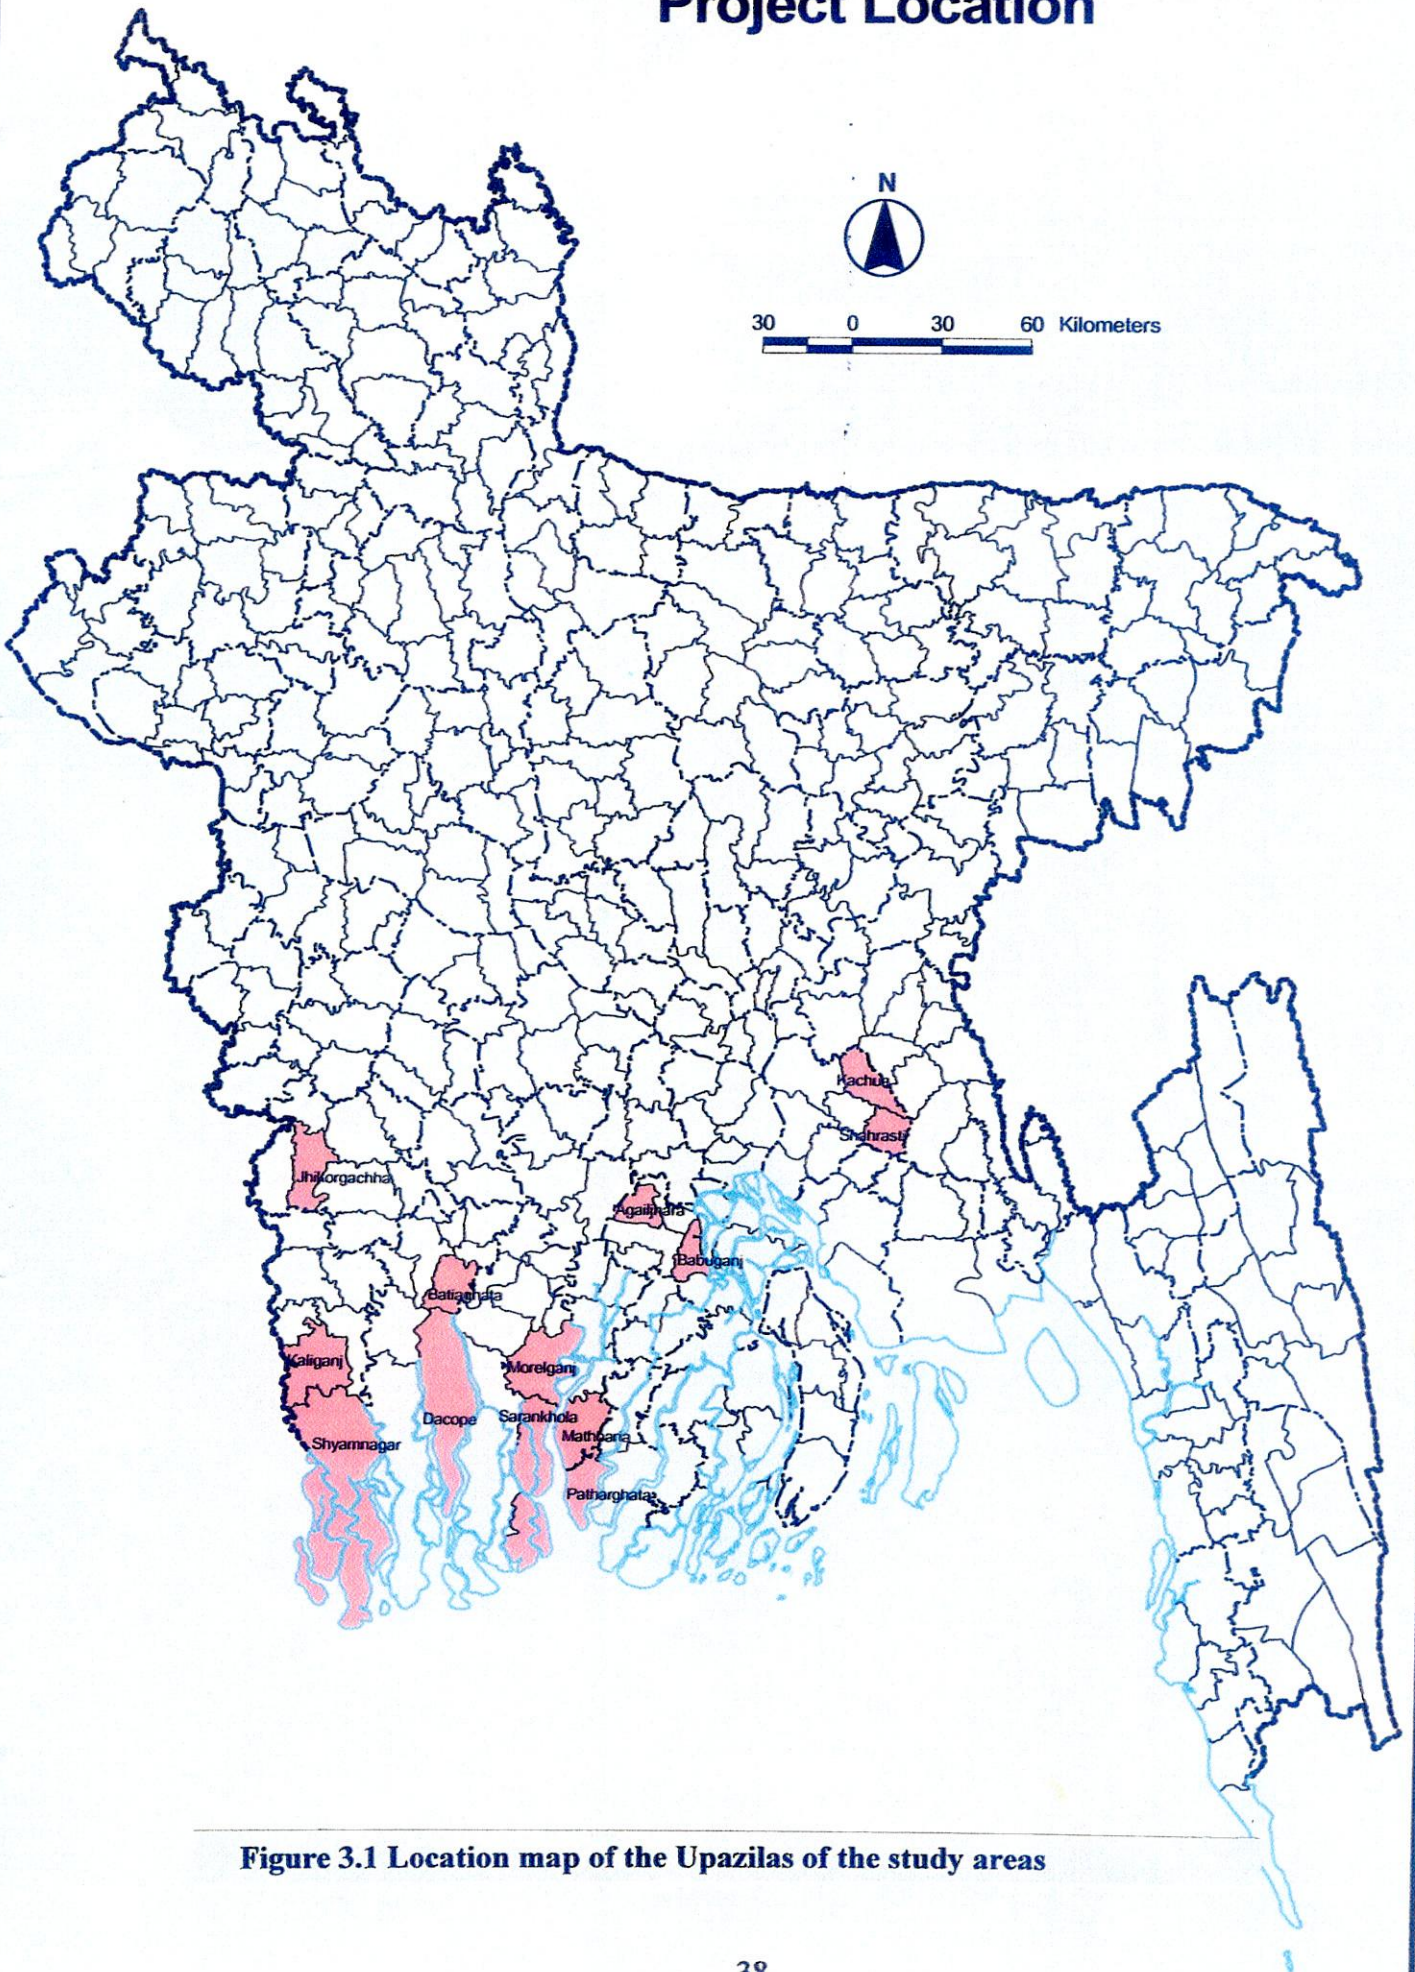 Project Location
N
30 0 30 60 Kilometers
Kachua
Shahrasti
Jhikorgachha
Agailjhara
Babuganj
Batiaghata
Kaliganj
Morelganj
Dacope
Sarankhola
Shyamnagar
Mathbaria
Patharghata
Figure 3.1 Location map of the Upazilas of the study areas
38